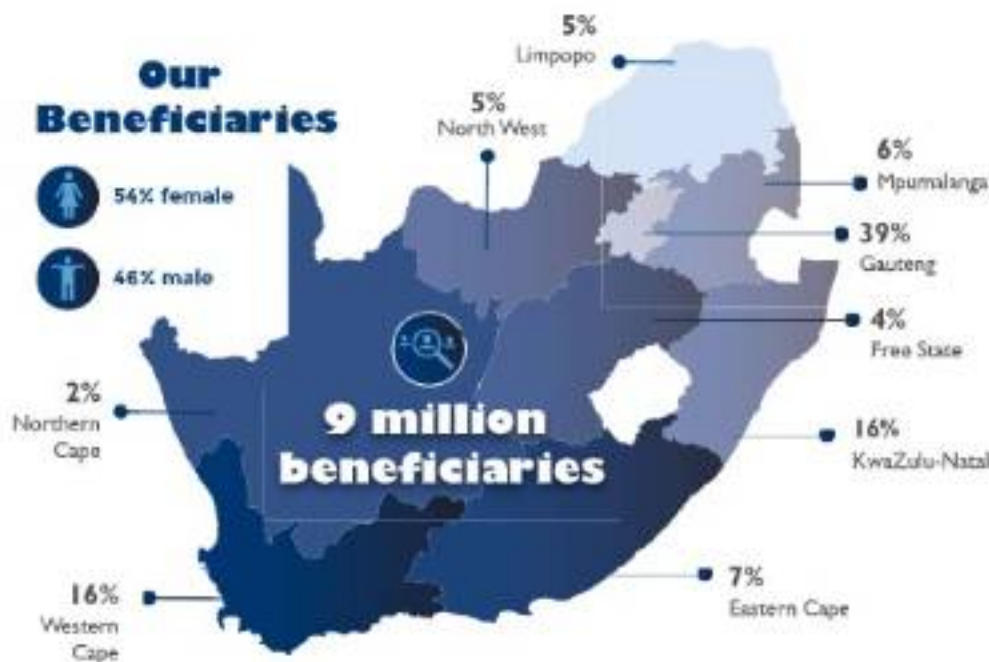 Our
Beneficiaries
54% female
46% male
5%
Limpopo
5%
North West
6%
Mpumalanga
39%
Gauteng
4%
Free State
2%
Northern
Cape
9 million
beneficiaries
16%
KwaZulu-Natal
7%
Eastern Cape
16%
Western
Cape